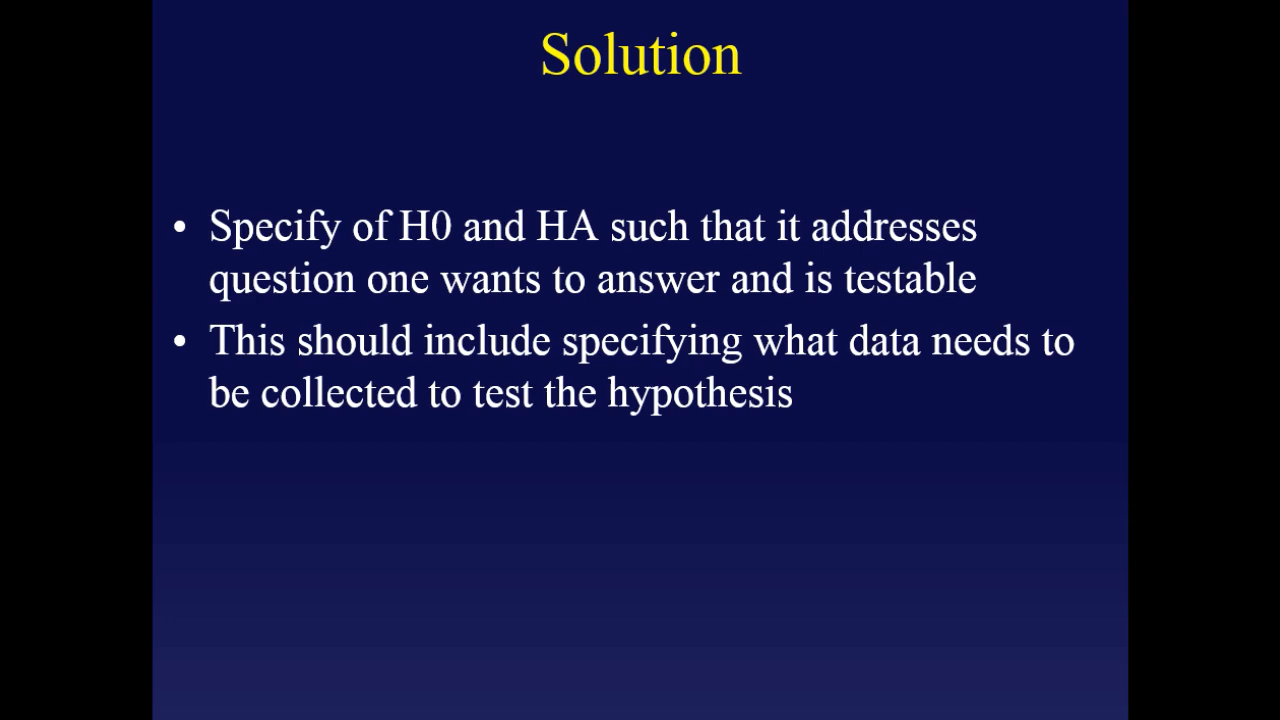 Solution
• Specify of H0 and HA such that it addresses
question one wants to answer and is testable
• This should include specifying what data needs to
be collected to test the hypothesis